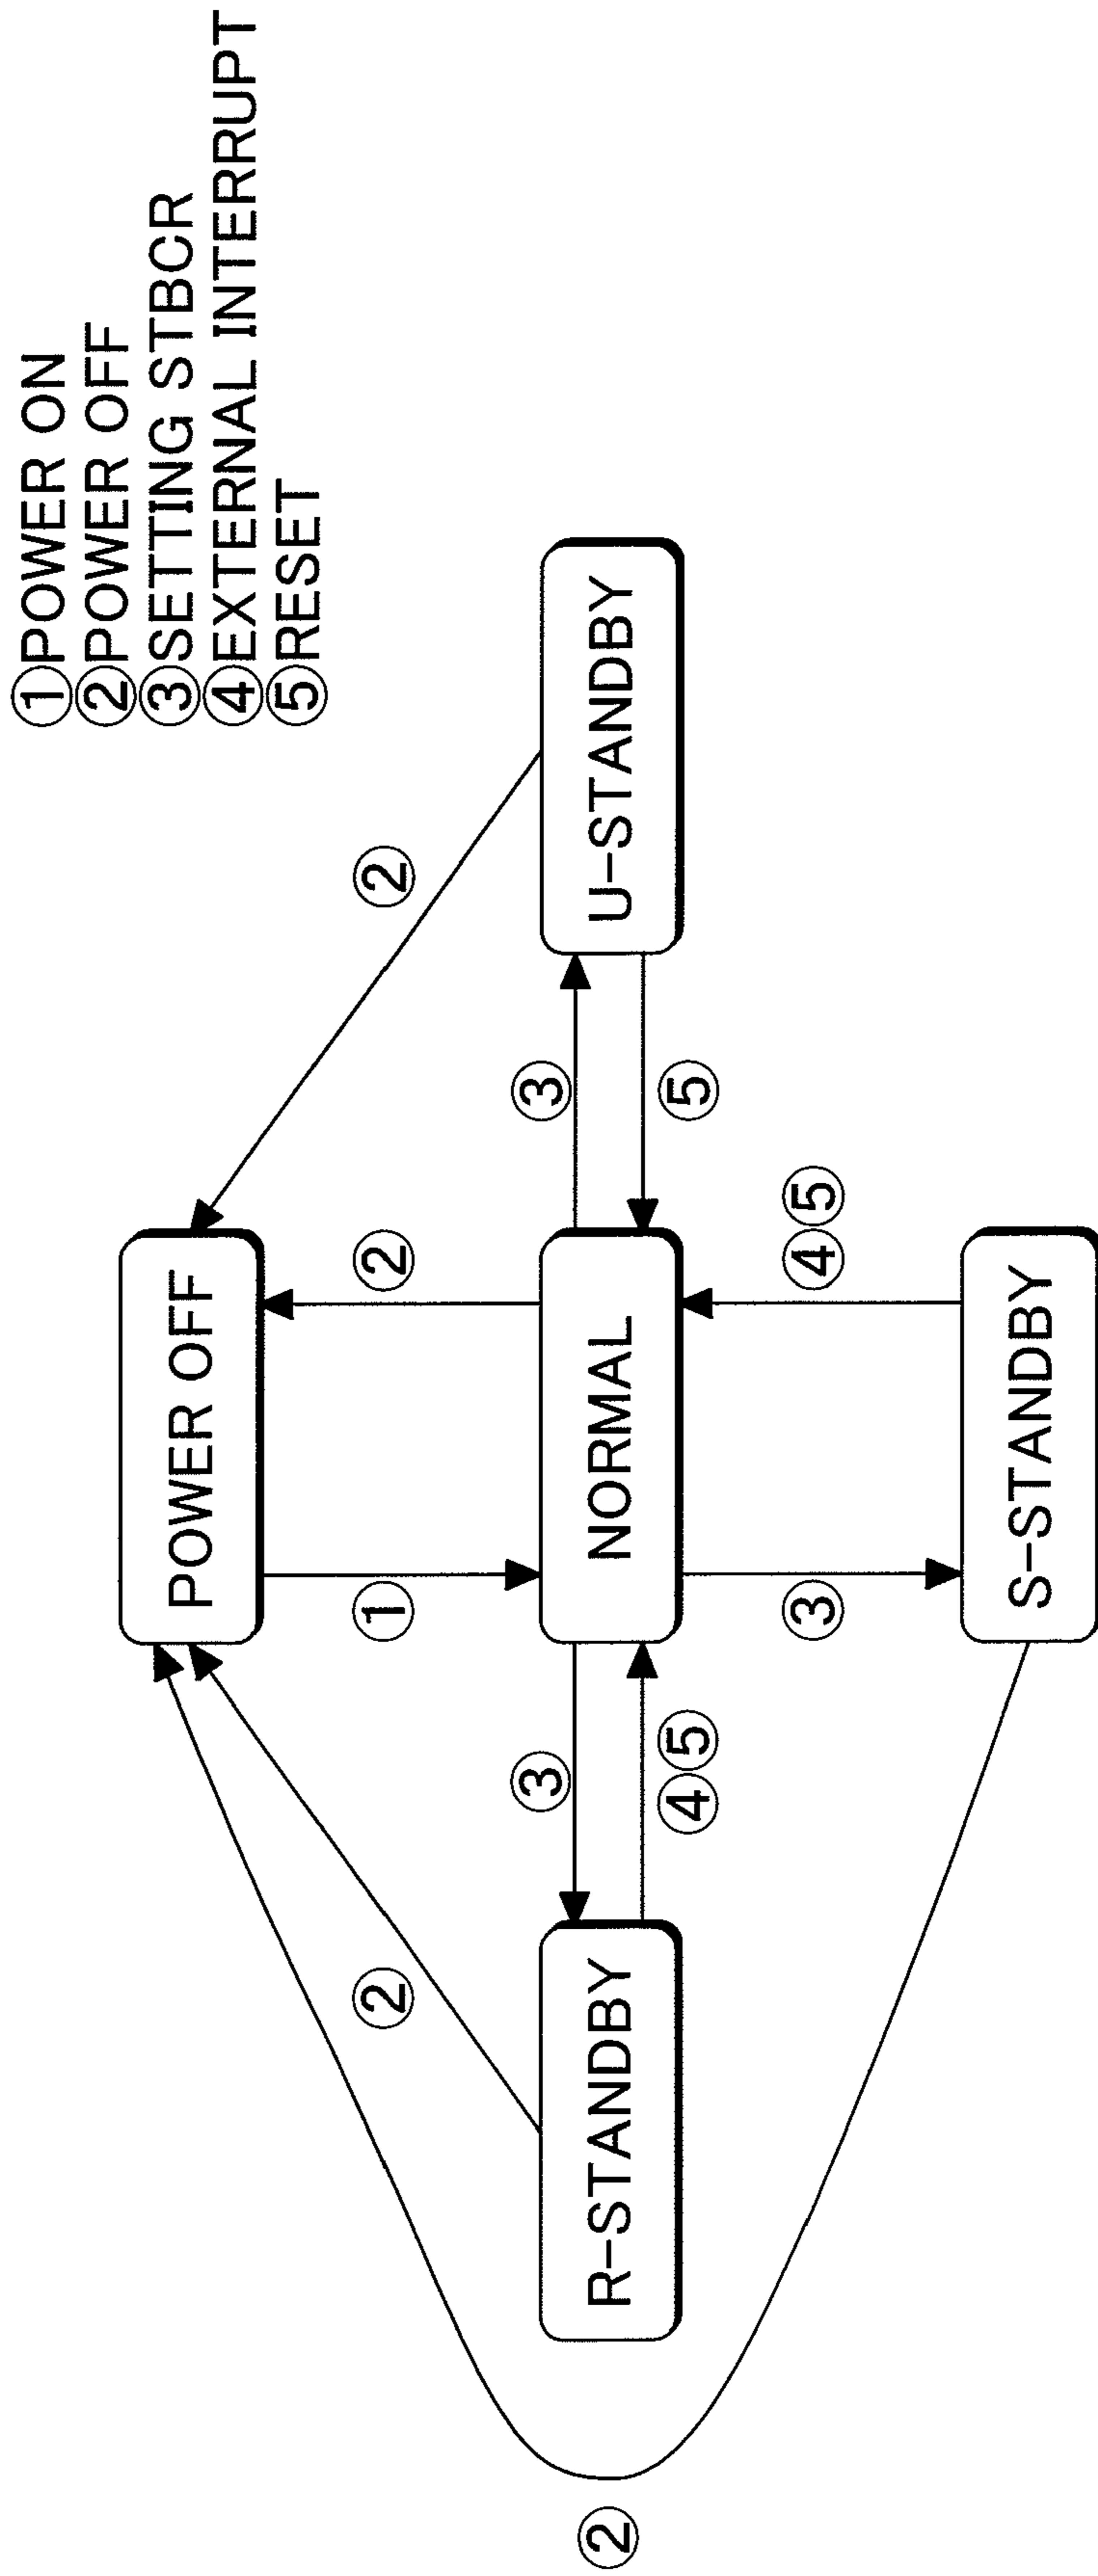 ①POWER ON
②POWER OFF
③SETTING STBCR
④EXTERNAL INTERRUPT
⑤RESET
POWER OFF
②
②
①
②
②
R-STANDBY
③
④⑤
NORMAL
③
⑤
U-STANDBY
③
④⑤
S-STANDBY